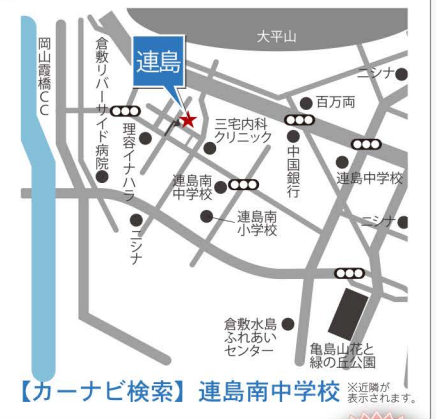 大平山
岡山霞橋CC
倉敷リバーサイド病院
連島
ニシナ
百万両
理容イナハラ
三宅内科
クリニック
中国銀行
連島中学校
連島南
中学校
連島南
小学校
ニシナ
ニシナ
倉敷水島
ふれあい
センター
亀島山花と
緑の丘公園
【カーナビ検索】連島南中学校
※近隣が
表示されます。